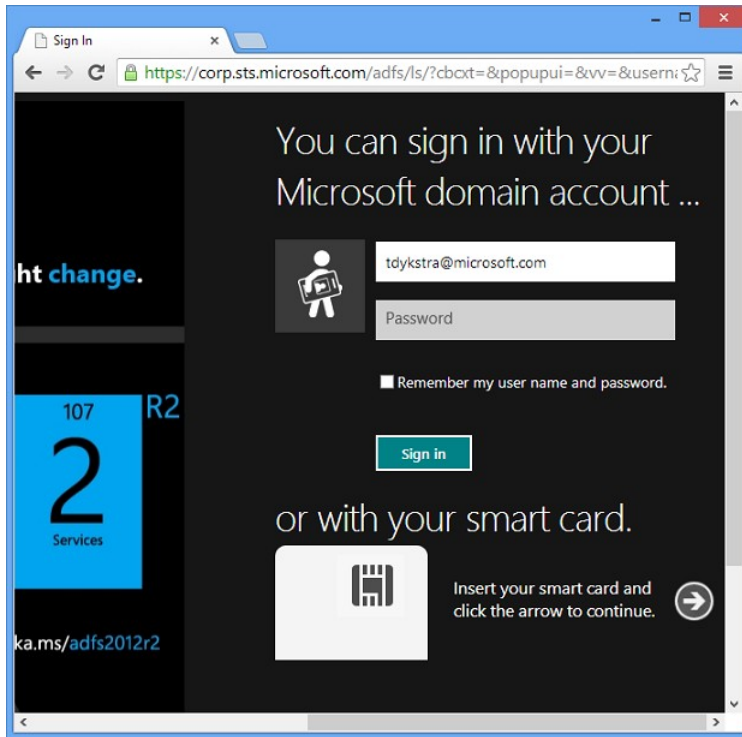 Sign In
https://corp.sts.microsoft.com/adfs/ls/?cbcxt=&popupui=&vv=&userna
You can sign in with your
Microsoft domain account ...
ht change.
tdykstra@microsoft.com
Password
Remember my user name and password.
107
R2
2
Services
Sign in
or with your smart card.
Insert your smart card and
click the arrow to continue.
ka.ms/adfs2012r2